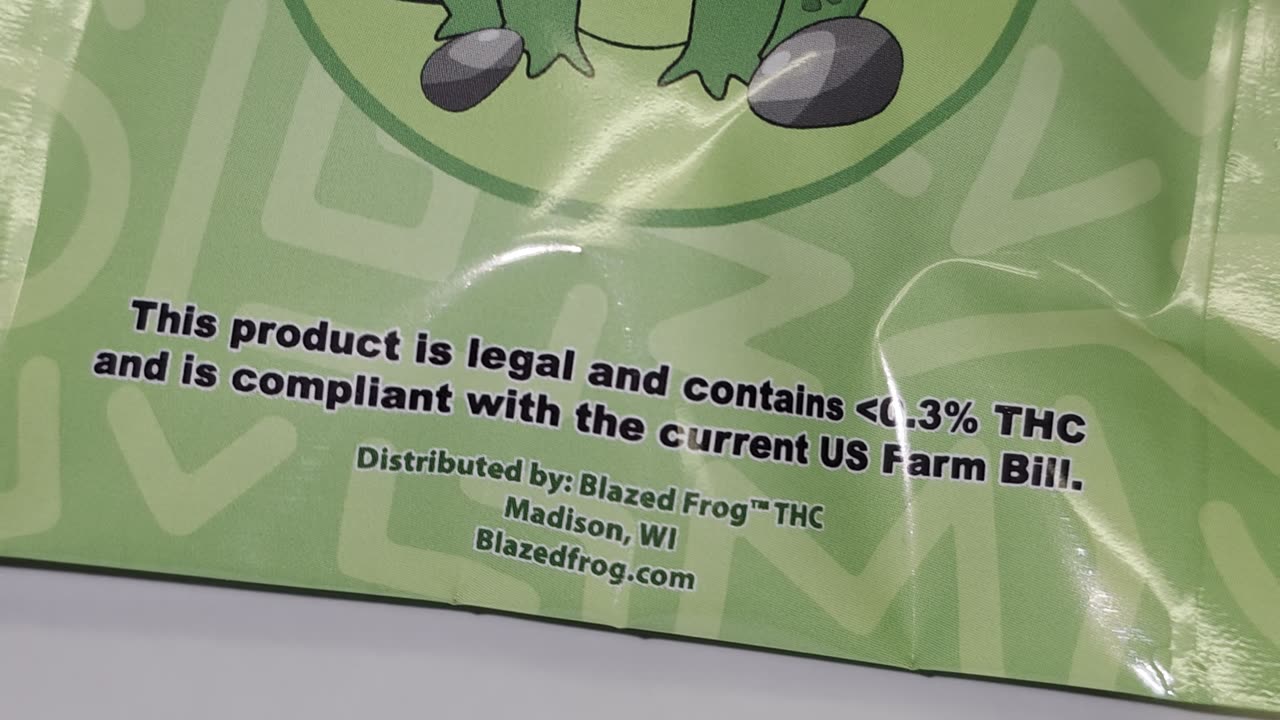 This product is legal and contains <0.3% THC
and is compliant with the current US Farm Bill.
Distributed by: Blazed Frog™ THC
Madison, WI
Blazedfrog.com